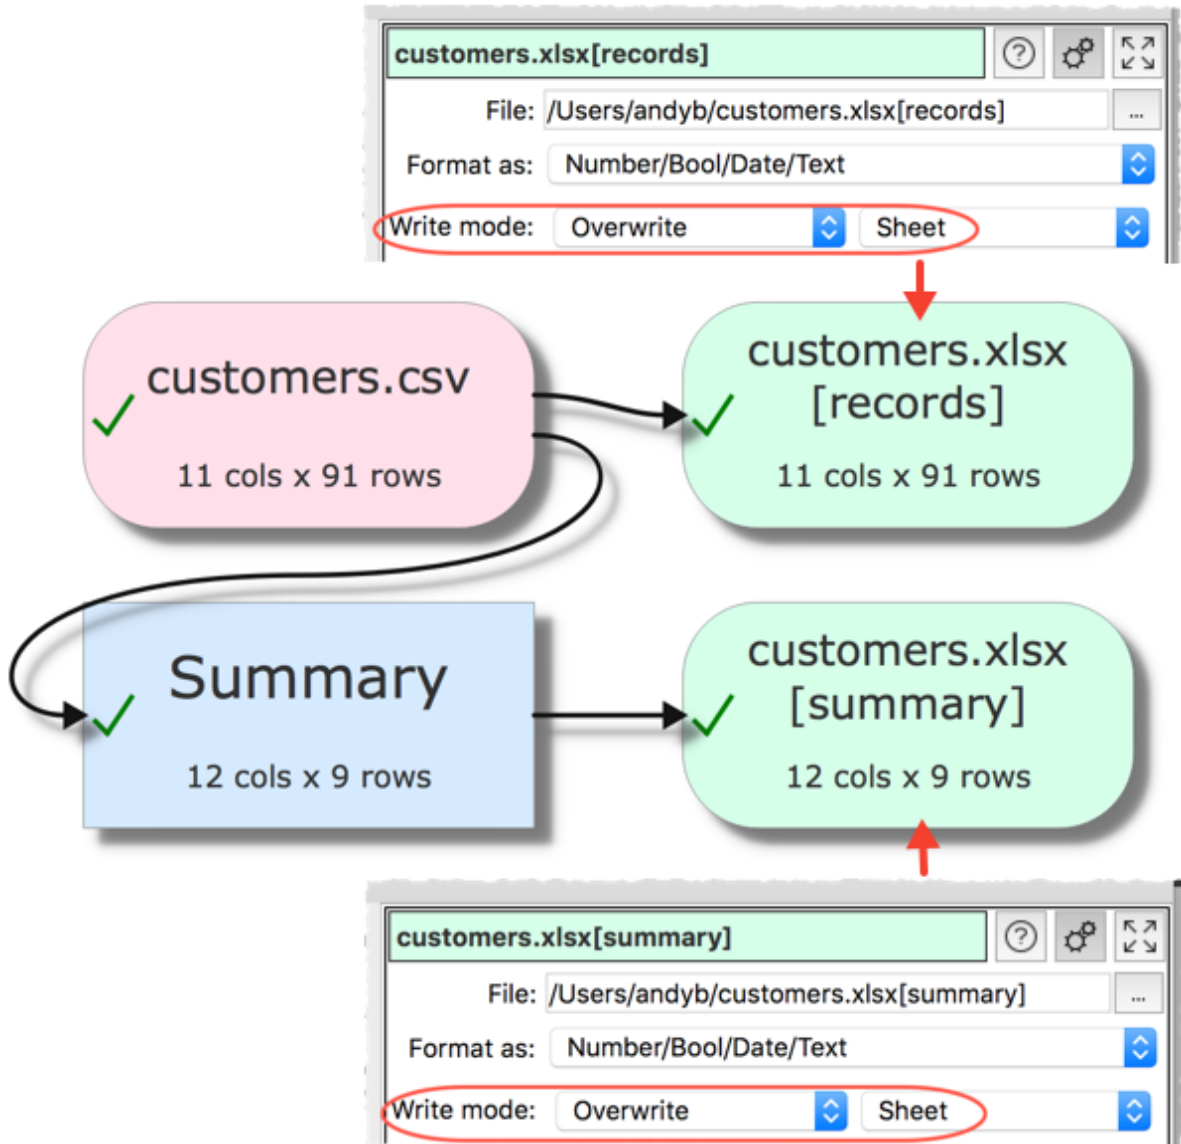 customers.xlsx[records]
File: /Users/andyb/customers.xlsx[records] ...
Format as: Number/Bool/Date/Text
Write mode: Overwrite Sheet
customers.csv
11 cols x 91 rows
customers.xlsx
[records]
11 cols x 91 rows
Summary
12 cols x 9 rows
customers.xlsx
[summary]
12 cols x 9 rows
customers.xlsx[summary]
File: /Users/andyb/customers.xlsx[summary] ...
Format as: Number/Bool/Date/Text
Write mode: Overwrite Sheet